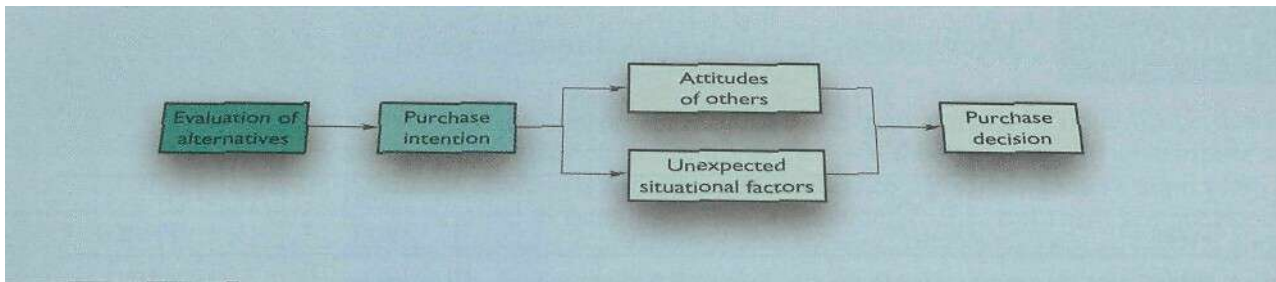 Evaluation of
alternatives
Purchase
intention
Attitudes
of others
Unexpected
situational factors
Purchase
decision